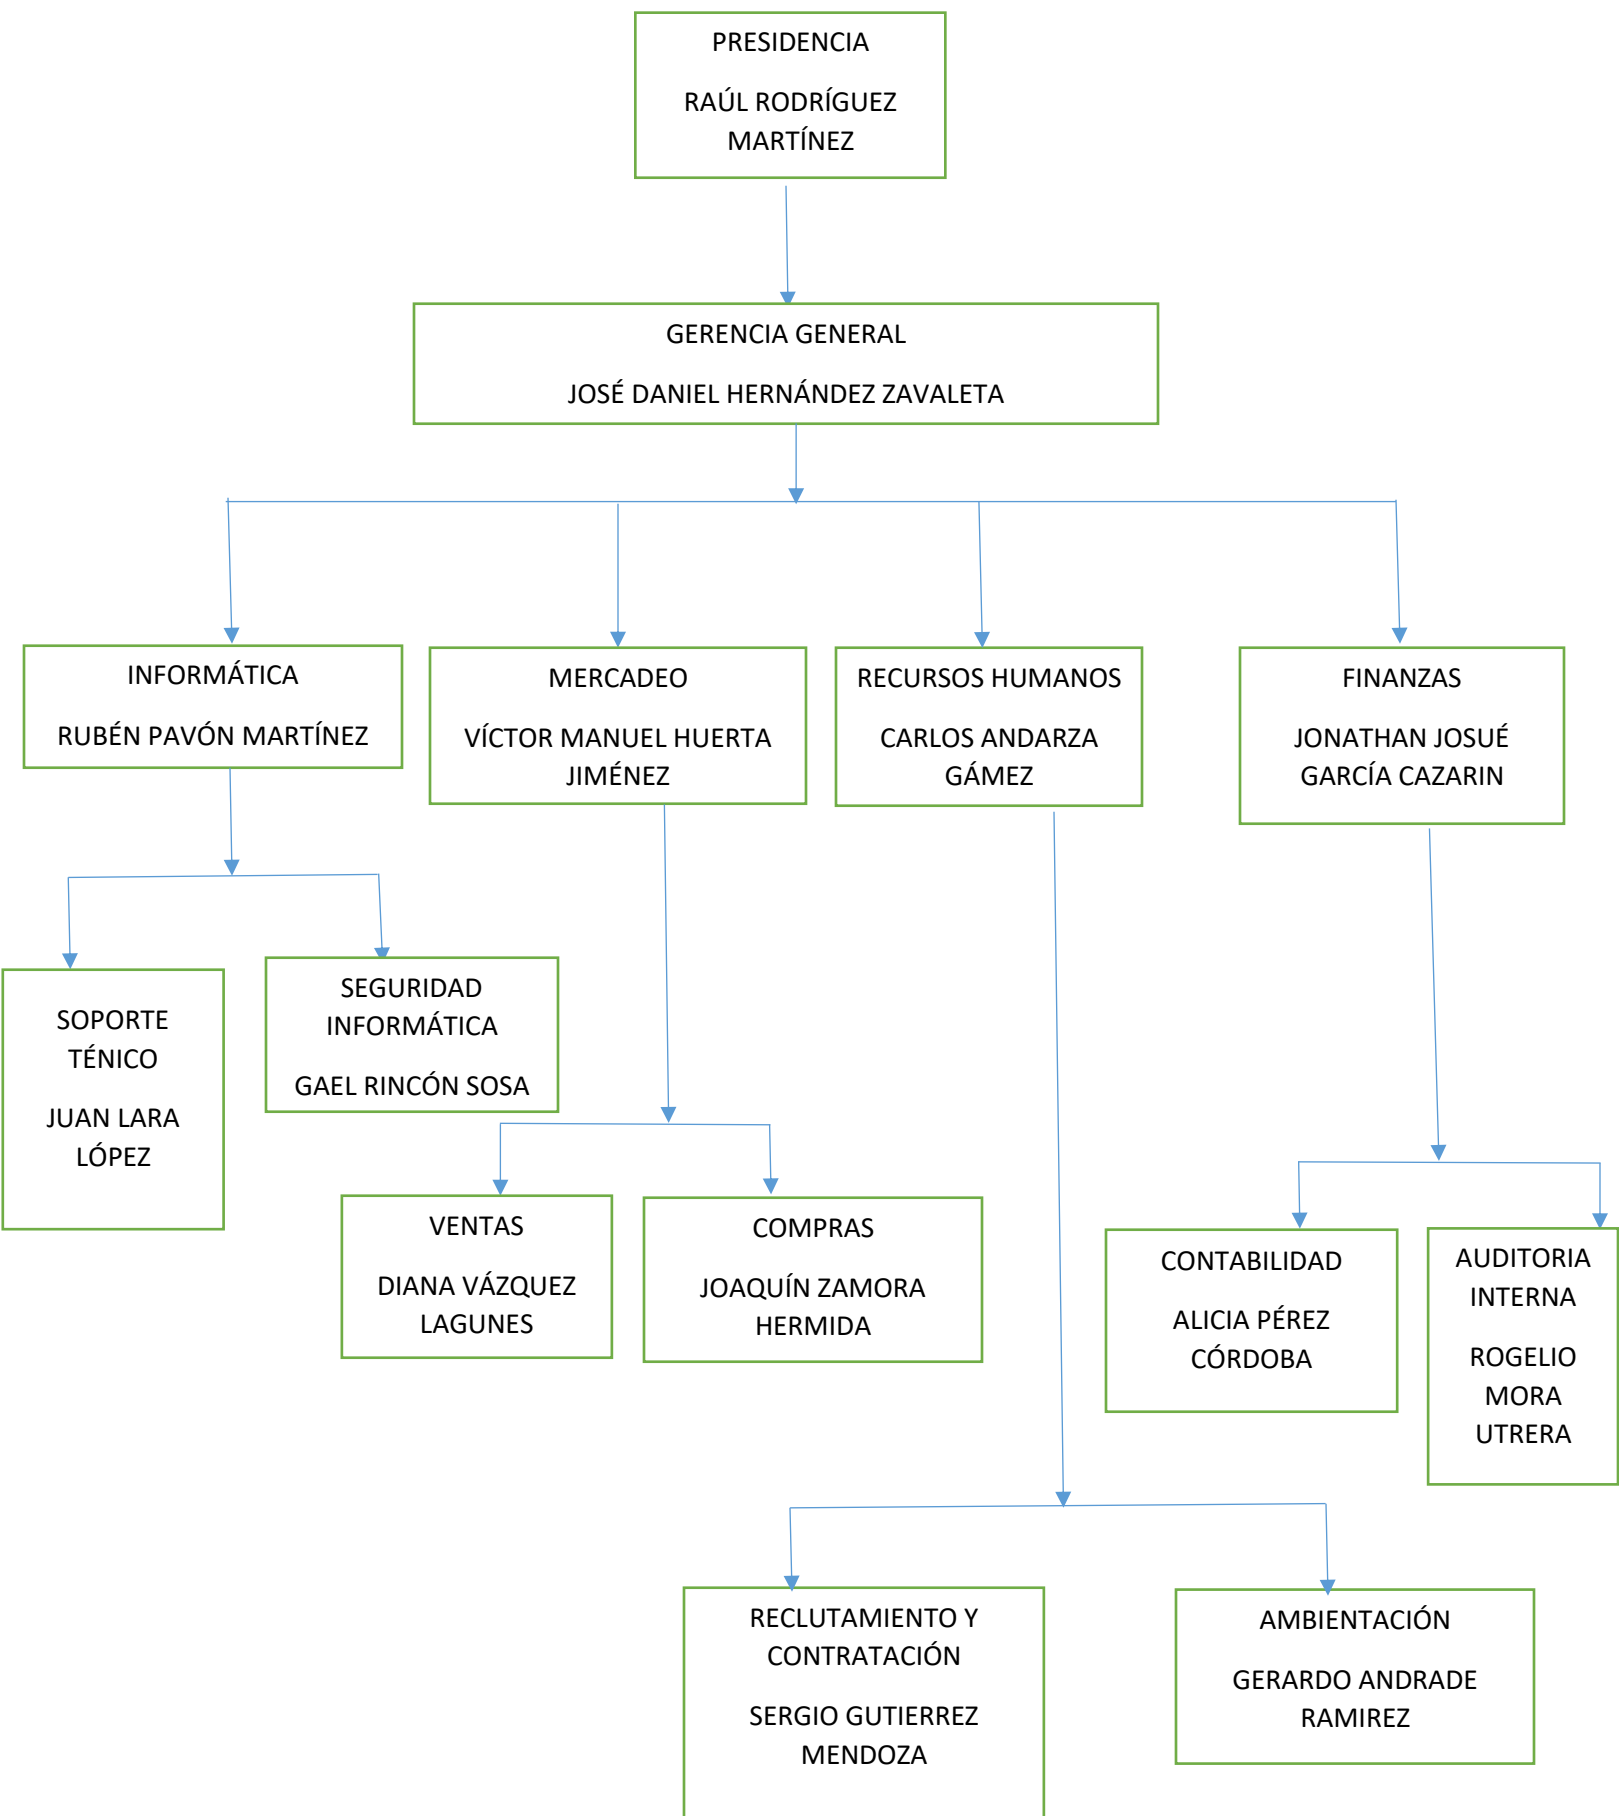 PRESIDENCIA
RAÚL RODRÍGUEZ
MARTÍNEZ
GERENCIA GENERAL
JOSÉ DANIEL HERNÁNDEZ ZAVALETA
INFORMÁTICA
RUBÉN PAVÓN MARTÍNEZ
MERCADEO
VÍCTOR MANUEL HUERTA
JIMÉNEZ
RECURSOS HUMANOS
CARLOS ANDARZA
GÁMEZ
FINANZAS
JONATHAN JOSUÉ
GARCÍA CAZARIN
SOPORTE
TÉNICO
JUAN LARA
LÓPEZ
SEGURIDAD
INFORMÁTICA
GAEL RINCÓN SOSA
VENTAS
DIANA VÁZQUEZ
LAGUNES
COMPRAS
JOAQUÍN ZAMORA
HERMIDA
CONTABILIDAD
ALICIA PÉREZ
CÓRDOBA
AUDITORIA
INTERNA
ROGELIO
MORA
UTRERA
RECLUTAMIENTO Y
CONTRATACIÓN
SERGIO GUTIERREZ
MENDOZA
AMBIENTACIÓN
GERARDO ANDRADE
RAMIREZ